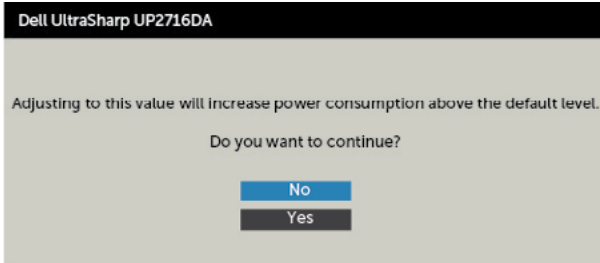 Dell UltraSharp UP2716DA
Adjusting to this value will increase power consumption above the default level.
Do you want to continue?
No
Yes